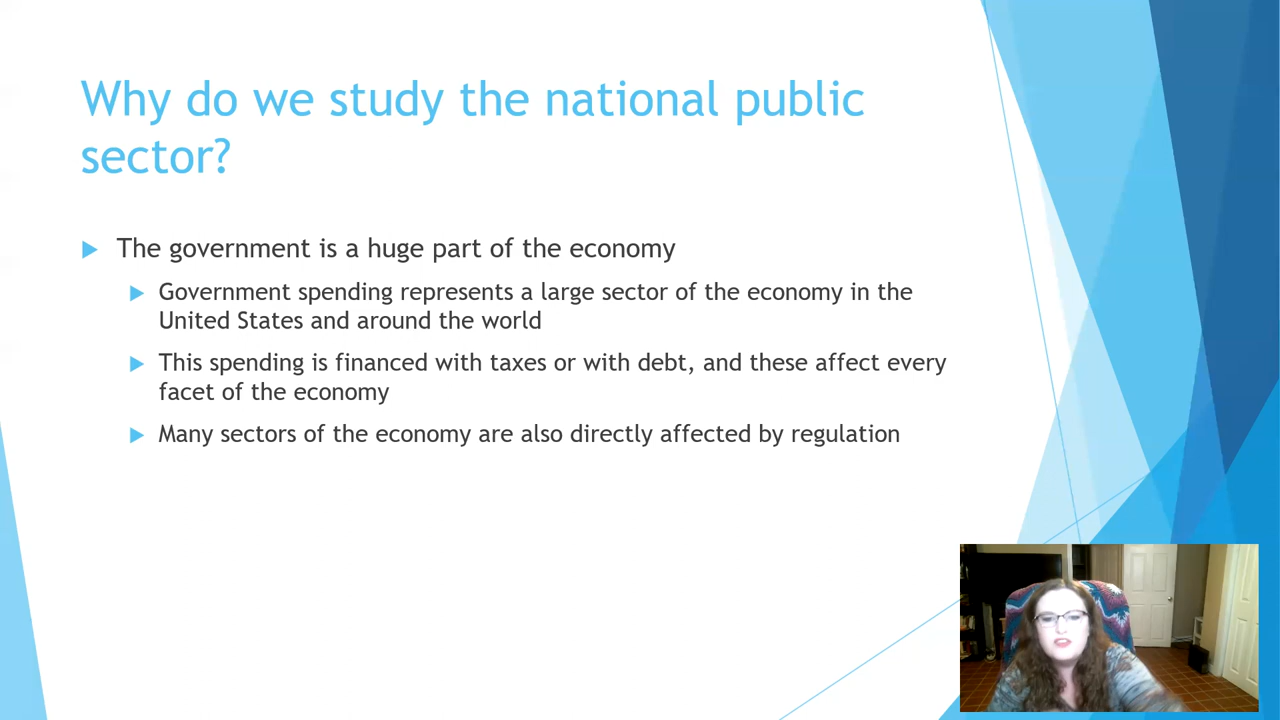 Why do we study the national public
sector?
The government is a huge part of the economy
Government spending represents a large sector of the economy in the
United States and around the world
This spending is financed with taxes or with debt, and these affect every
facet of the economy
Many sectors of the economy are also directly affected by regulation